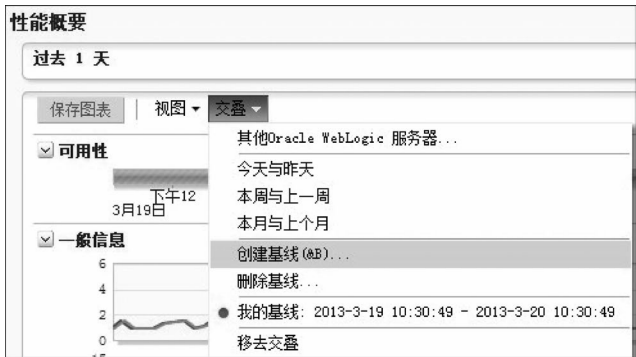 性能概要
过去 1 天
保存图表 视图 交叠
可用性
下午12
3月19日
其他Oracle WebLogic 服务器...
今天与昨天
本周与上一周
本月与上个月
一般信息
创建基线(&B)...
删除基线...
我的基线: 2013-3-19 10:30:49 - 2013-3-20 10:30:49
移去交叠
6
4
2
0
15